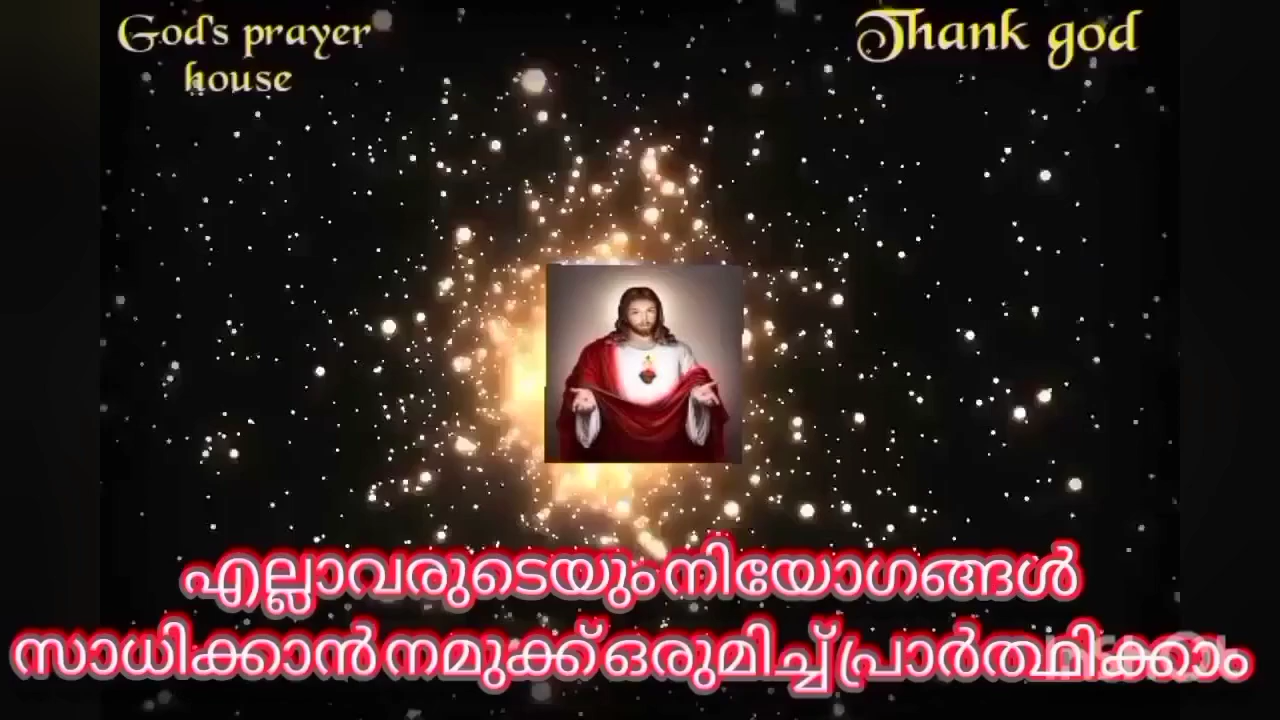 God's prayer
house
Thank god
എല്ലാവരുടെയും നിയോഗങ്ങൾ
സാധിക്കാൻ നമുക്ക് ഒരുമിച്ച് പ്രാർത്ഥിക്കാം